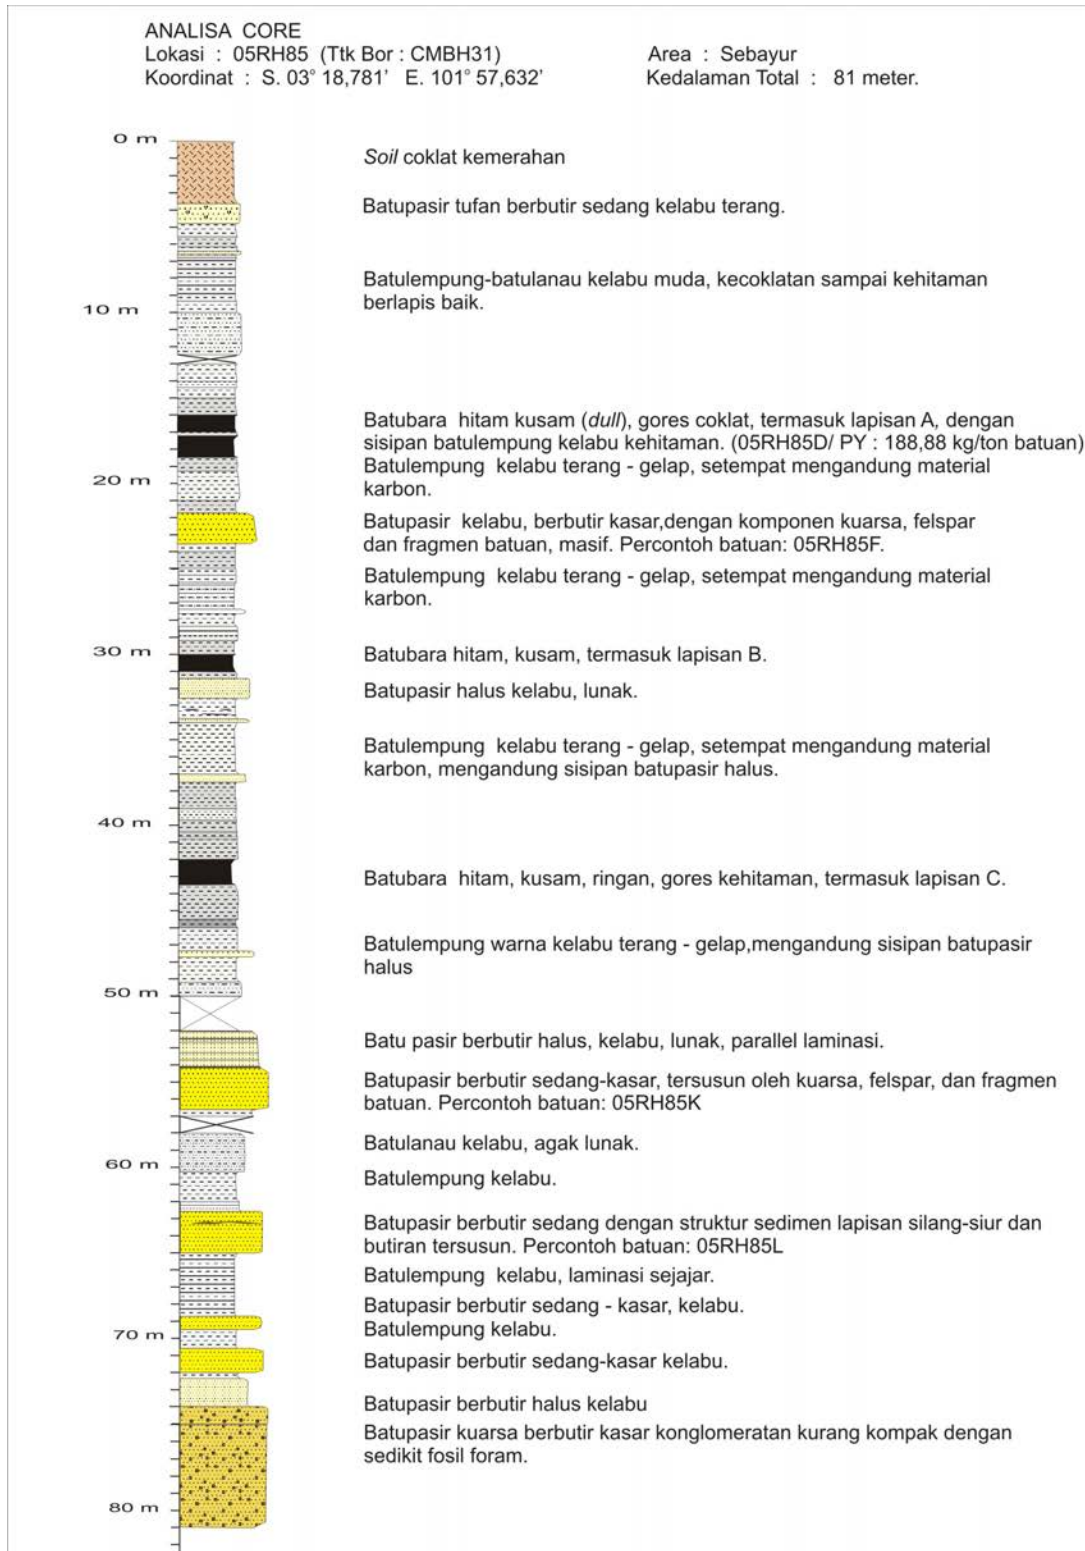 ANALISA CORE
Lokasi : 05RH85 (Ttk Bor : CMBH31)
Area : Sebayur
Koordinat : S. 03° 18,781' E. 101° 57,632'
Kedalaman Total : 81 meter.
0 m
Soil coklat kemerahan
Batupasir tufan berbutir sedang kelabu terang.
Batulempung-batulanau kelabu muda, kecoklatan sampai kehitaman
berlapis baik.
10 m
Batubara hitam kusam (dull), gores coklat, termasuk lapisan A, dengan
sisipan batulempung kelabu kehitaman. (05RH85D/ PY : 188,88 kg/ton batuan)
Batulempung kelabu terang - gelap, setempat mengandung material
karbon.
20 m
Batupasir kelabu, berbutir kasar,dengan komponen kuarsa, felspar
dan fragmen batuan, masif. Percontoh batuan: 05RH85F.
Batulempung kelabu terang - gelap, setempat mengandung material
karbon.
30 m
Batubara hitam, kusam, termasuk lapisan B.
Batupasir halus kelabu, lunak.
Batulempung kelabu terang - gelap, setempat mengandung material
karbon, mengandung sisipan batupasir halus.
40 m
Batubara hitam, kusam, ringan, gores kehitaman, termasuk lapisan C.
Batulempung warna kelabu terang - gelap,mengandung sisipan batupasir
halus
50 m
Batu pasir berbutir halus, kelabu, lunak, parallel laminasi.
Batupasir berbutir sedang-kasar, tersusun oleh kuarsa, felspar, dan fragmen
batuan. Percontoh batuan: 05RH85K
Batulanau kelabu, agak lunak.
60 m
Batulempung kelabu.
Batupasir berbutir sedang dengan struktur sedimen lapisan silang-siur dan
butiran tersusun. Percontoh batuan: 05RH85L
Batulempung kelabu, laminasi sejajar.
Batupasir berbutir sedang - kasar, kelabu.
Batulempung kelabu.
70 m
Batupasir berbutir sedang-kasar kelabu.
Batupasir berbutir halus kelabu
Batupasir kuarsa berbutir kasar konglomeratan kurang kompak dengan
sedikit fosil foram.
80 m